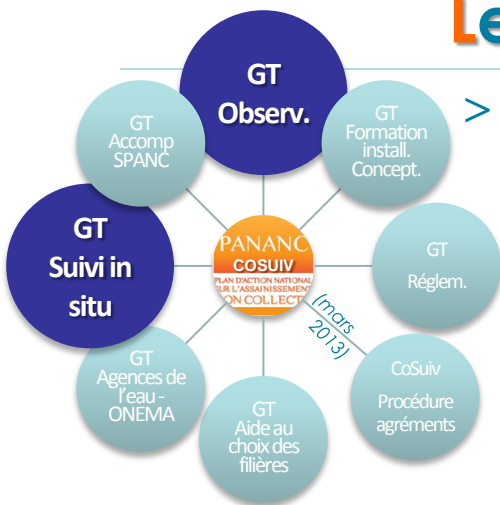 Le
>
GT
Observ.
GT
Accomp
SPANC
GT
Formation
install.
Concept.
GT
Suivi in
situ
PANANC
COSUIV
PLAN D'ACTION NATIONAL
SUR L'ASSAINISSEMENT
NON COLLECT
GT
Réglem.
(mars
2013)
GT
Agences de
l'eau -
ONEMA
GT
Aide au
choix des
filières
CoSuiv
Procédure
agréments